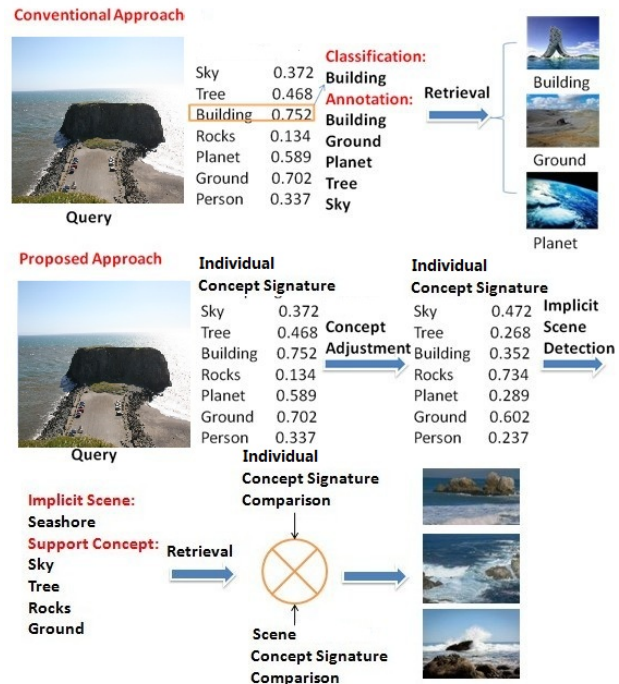 Conventional Approach
Sky 0.372
Tree 0.468
Building 0.752
Rocks 0.134
Planet 0.589
Ground 0.702
Person 0.337
Query
Classification:
Building
Annotation:
Building
Ground
Planet
Tree
Sky
Retrieval
Building
Ground
Planet
Proposed Approach
Query
Individual
Concept Signature
Sky 0.372
Tree 0.468
Building 0.752
Rocks 0.134
Planet 0.589
Ground 0.702
Person 0.337
Concept
Adjustment
Individual
Concept Signature
Sky 0.472
Tree 0.268
Building 0.352
Rocks 0.734
Planet 0.289
Ground 0.602
Person 0.237
Implicit
Scene
Detection
Implicit Scene:
Seashore
Support Concept:
Sky
Tree
Rocks
Ground
Retrieval
Individual
Concept Signature
Comparison
Scene
Concept Signature
Comparison